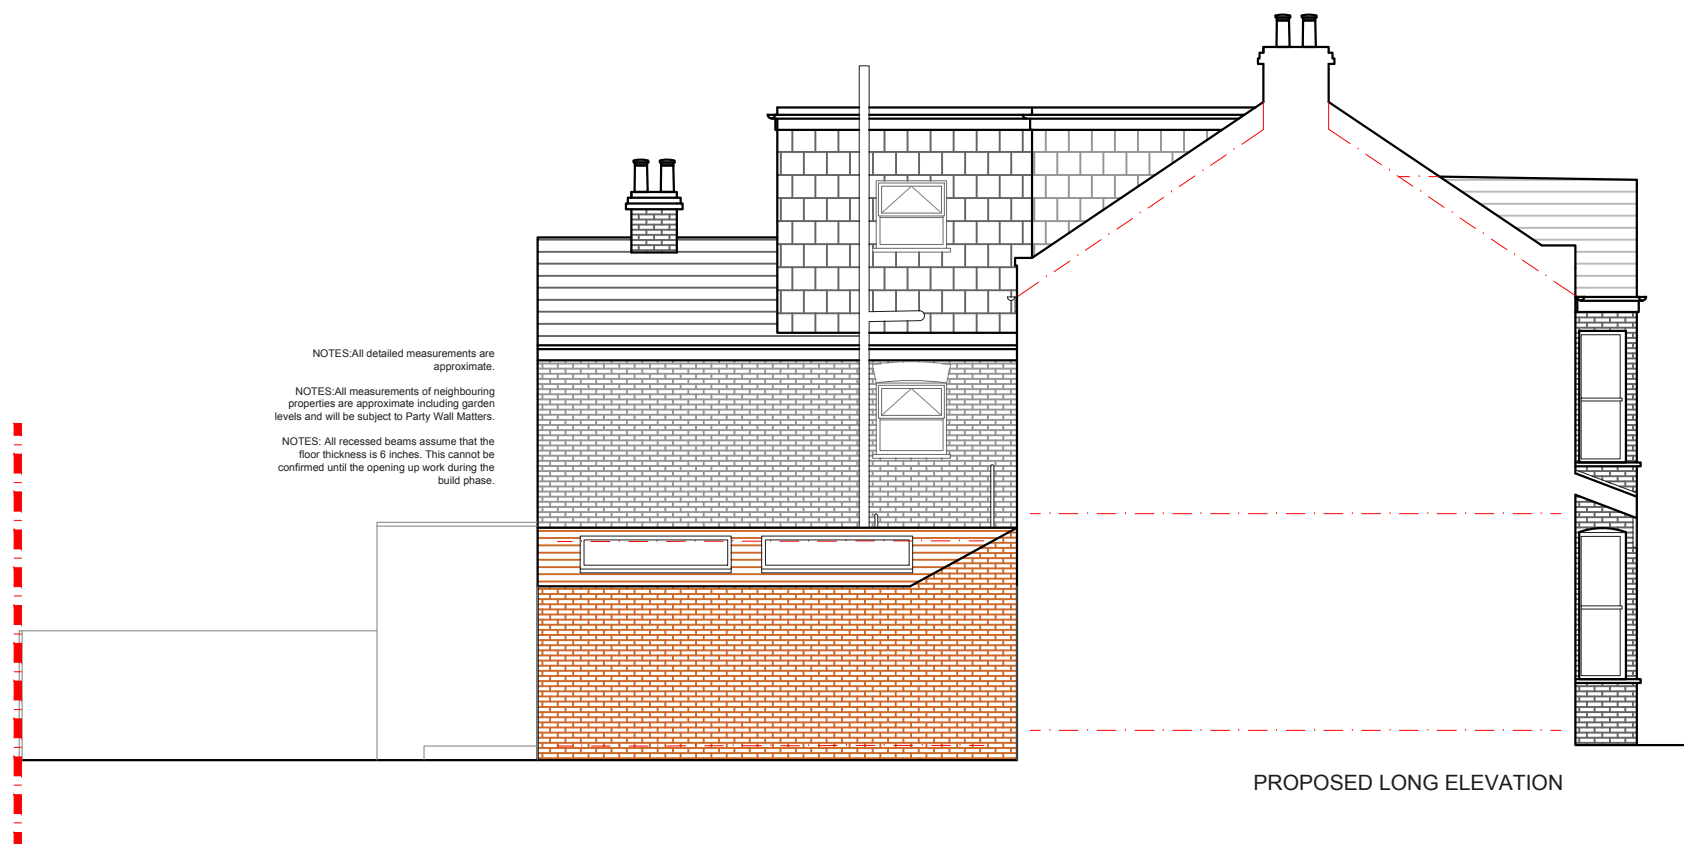 NOTES:All detailed measurements are
approximate.
NOTES:All measurements of neighbouring
properties are approximate including garden
levels and will be subject to Party Wall Matters.
NOTES: All recessed beams assume that the
floor thickness is 6 inches. This cannot be
confirmed until the opening up work during the
build phase.
PROPOSED LONG ELEVATION